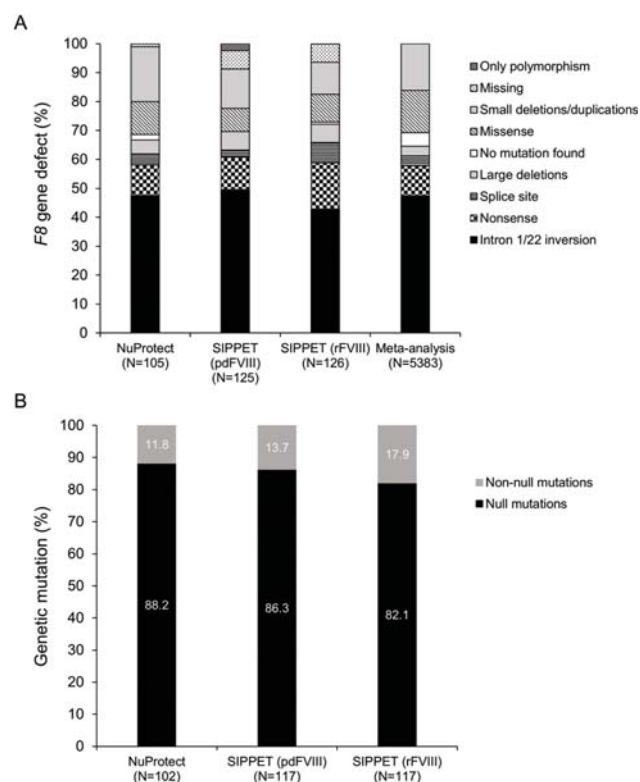 A
F8 gene defect (%)
100
90
80
70
60
50
40
30
20
10
0
NuProtect
(N=105)
SIPPET
(pdFVIII)
(N=125)
SIPPET (rFVIII)
(N=126)
Meta-analysis
(N=5383)
Only polymorphism
Missing
Small deletions/duplications
Missense
No mutation found
Large deletions
Splice site
Nonsense
Intron 1/22 inversion
B
Genetic mutation (%)
100
90
80
70
60
50
40
30
20
10
0
11.8
13.7
17.9
88.2
86.3
82.1
NuProtect
(N=102)
SIPPET (pdFVIII)
(N=117)
SIPPET (rFVIII)
(N=117)
Non-null mutations
Null mutations